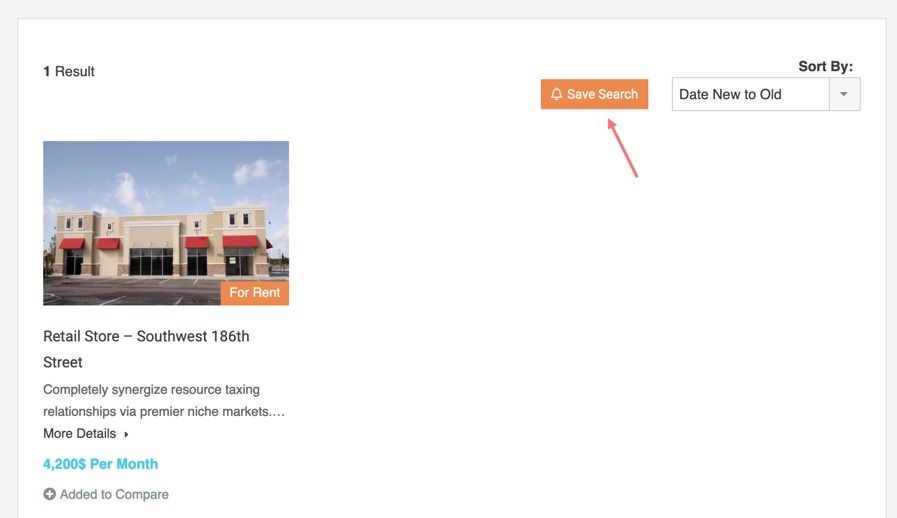 1 Result
Sort By:
Save Search
Date New to Old
For Rent
Retail Store – Southwest 186th
Street
Completely synergize resource taxing
relationships via premier niche markets.…
More Details
4,200$ Per Month
Added to Compare